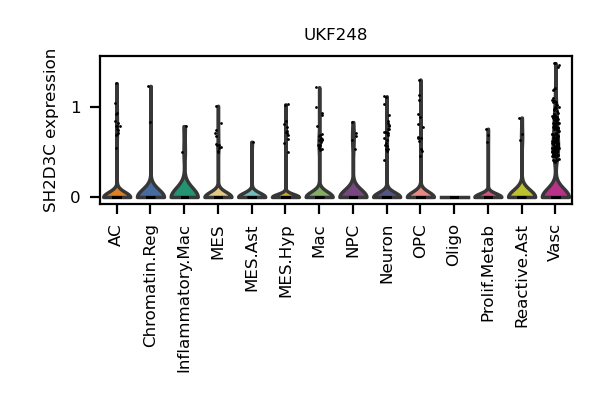 UKF248
SH2D3C expression
1
0
AC
Chromatin.Reg
Inflammatory.Mac
MES
MES.Ast
MES.Hyp
Mac
NPC
Neuron
OPC
Oligo
Prolif.Metab
Reactive.Ast
Vasc